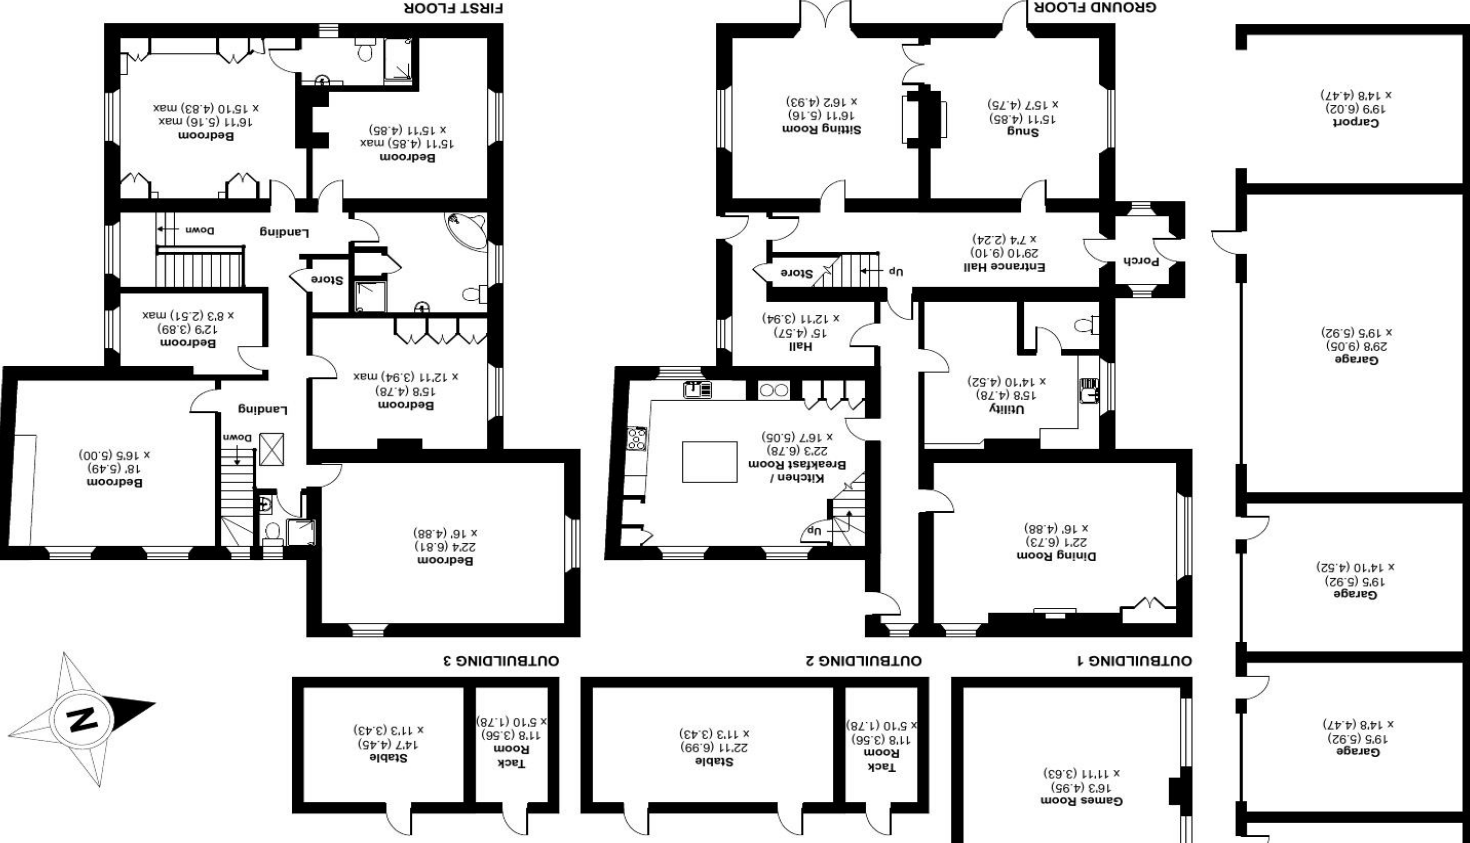 Garage
19'5 (5.92)
x 14'8 (4.47)
Garage
19'5 (5.92)
x 14'10 (4.52)
Garage
29'8 (9.05)
x 19'5 (5.92)
Carport
19'9 (6.02)
x 14'8 (4.47)
Games Room
16'3 (4.95)
x 11'11 (3.63)
OUTBUILDING 1
Tack
Room
11'8 (3.56)
x 5'10 (1.78)
Stable
22'11 (6.99)
x 11'3 (3.43)
OUTBUILDING 2
Tack
Room
11'8 (3.56)
x 5'10 (1.78)
Stable
14'7 (4.45)
x 11'3 (3.43)
OUTBUILDING 3
N
Dining Room
22'1 (6.73)
x 16' (4.88)
Up
Kitchen /
Breakfast Room
22'3 (6.78)
x 16'7 (5.05)
Utility
15'8 (4.78)
x 14'10 (4.52)
Hall
15' (4.57)
x 12'11 (3.94)
Porch
Entrance Hall
29'10 (9.10)
x 7'4 (2.24)
Up
Store
Snug
15'11 (4.85)
x 15'7 (4.75)
Sitting Room
16'11 (5.16)
x 16'2 (4.93)
GROUND FLOOR
Bedroom
22'4 (6.81)
x 16' (4.88)
Bedroom
18' (5.49)
x 16'5 (5.00)
Down
Landing
Bedroom
15'8 (4.78)
x 12'11 (3.94) max
Bedroom
12'9 (3.89)
x 8'3 (2.51) max
Store
Landing
Down
Bedroom
15'11 (4.85) max
x 15'11 (4.85)
Bedroom
16'11 (5.16) max
x 15'10 (4.83) max
FIRST FLOOR